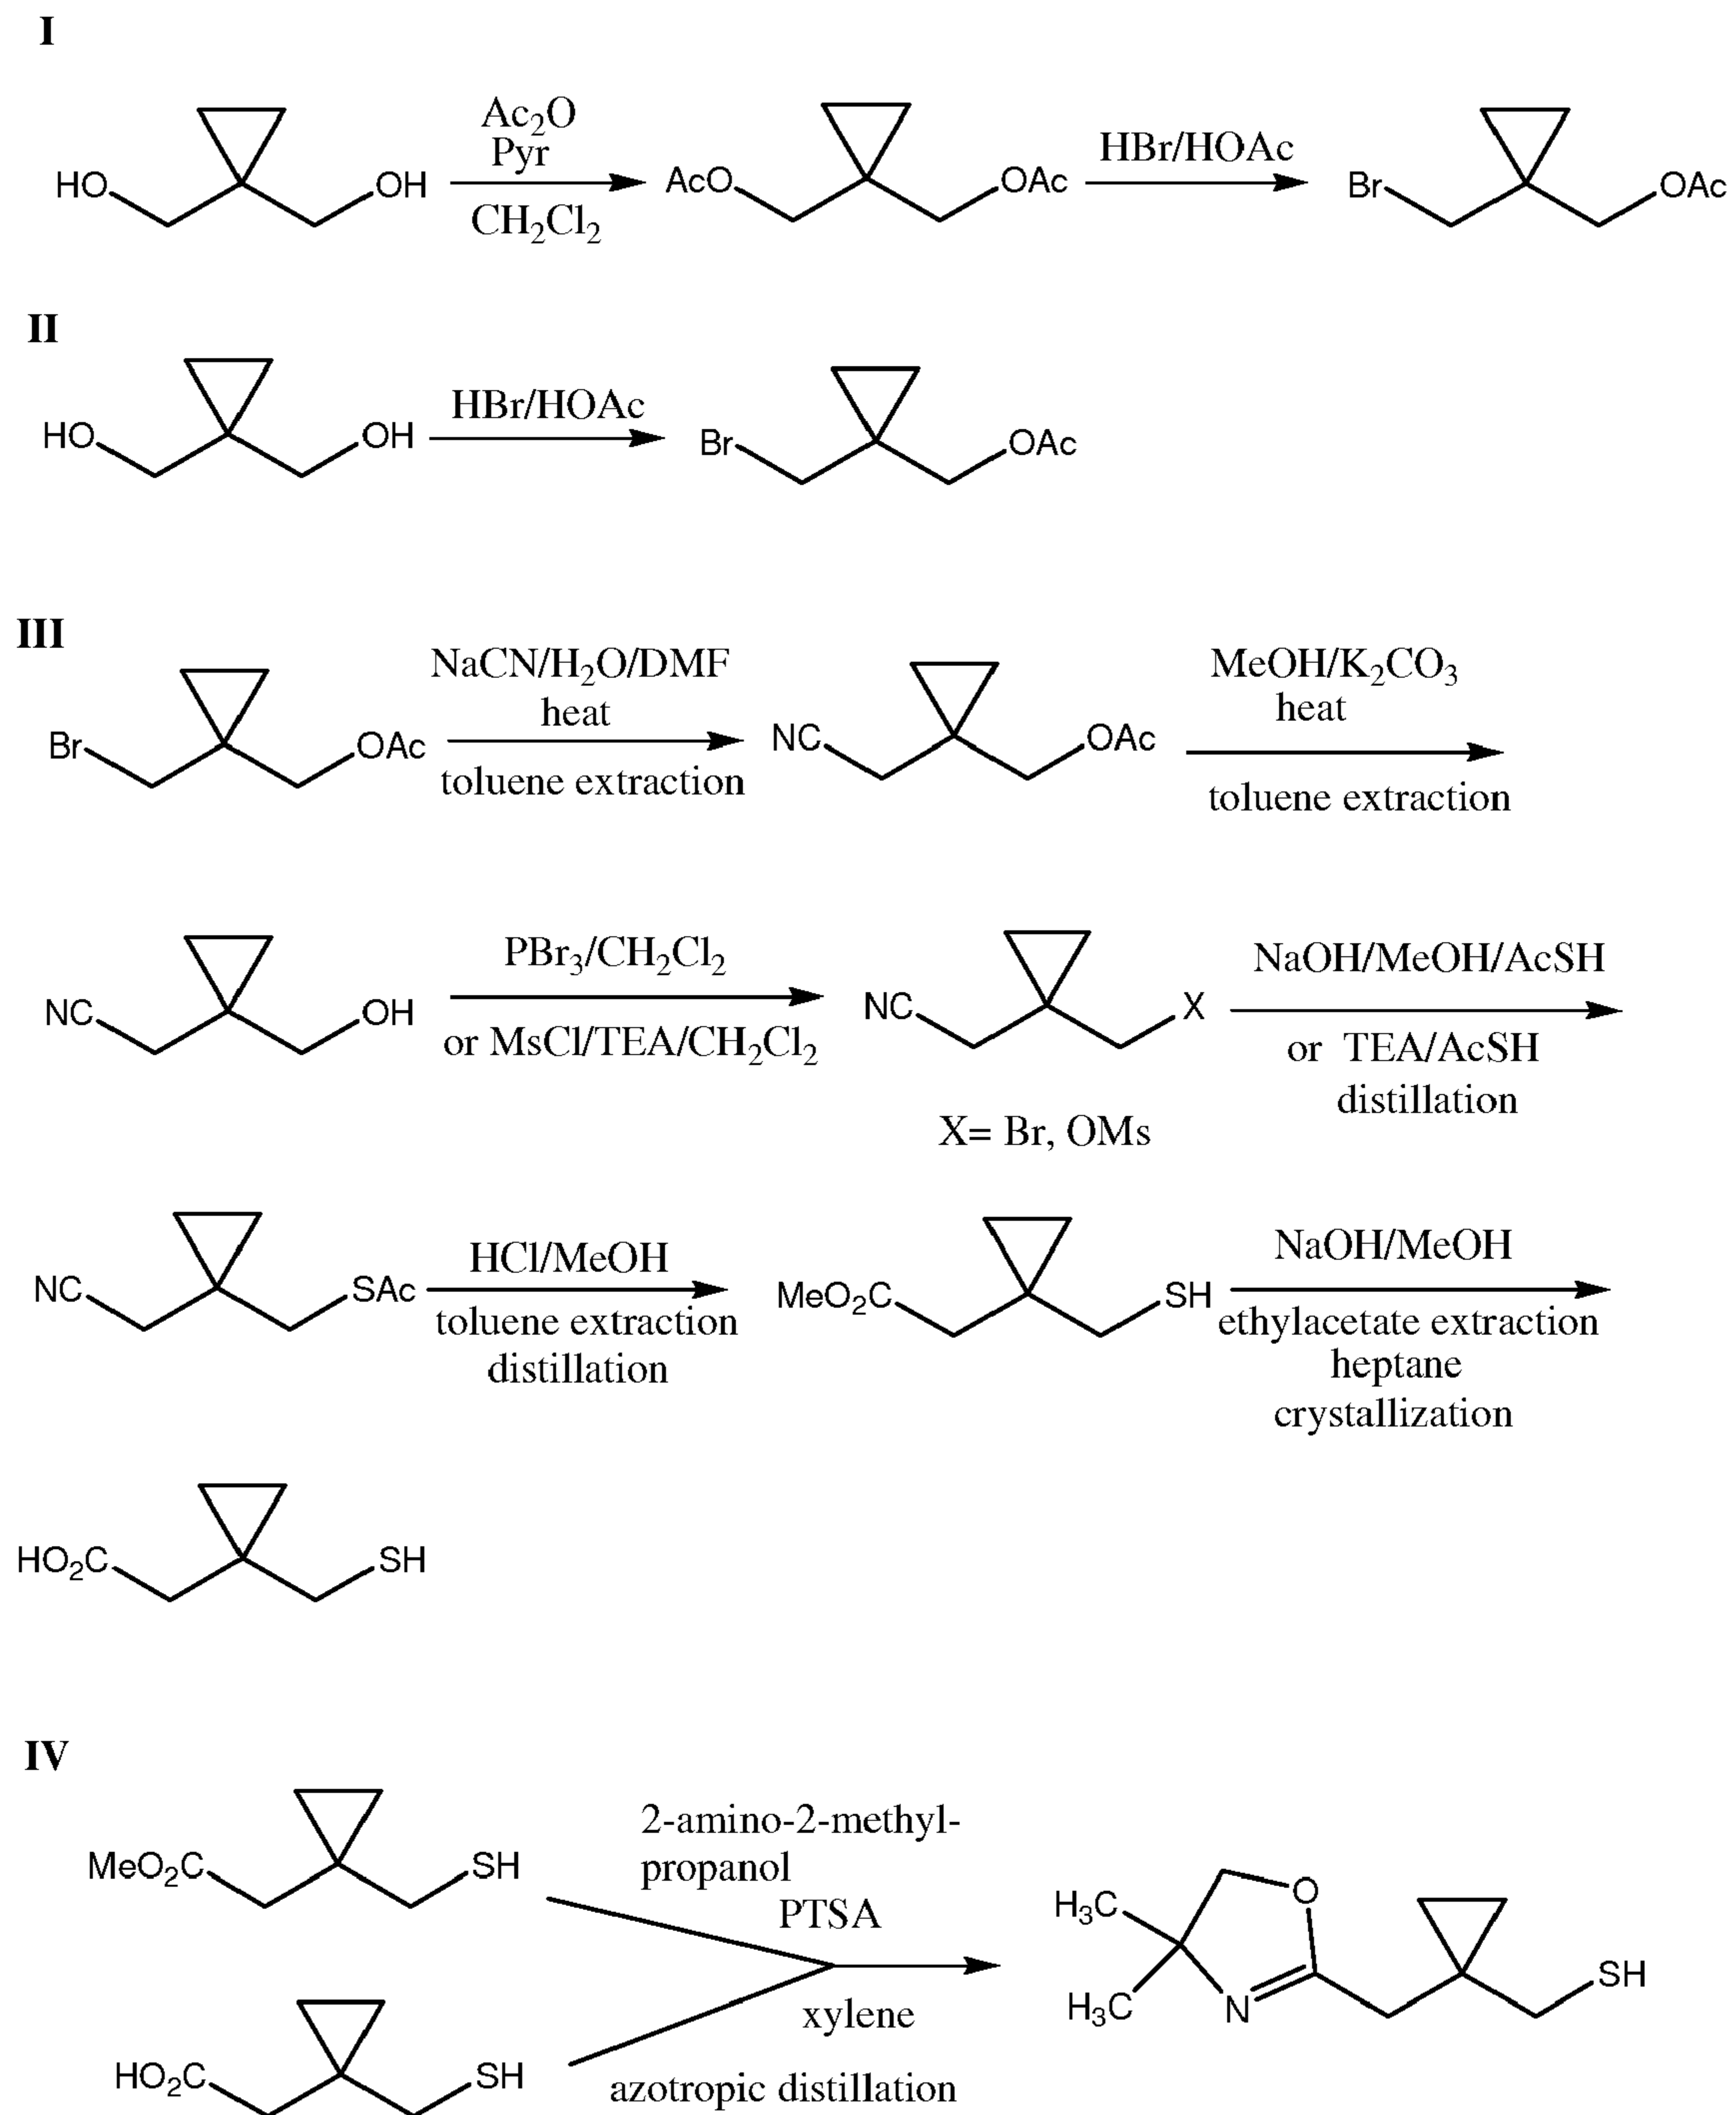 I
HO
OH
Ac₂O
Pyr
CH₂Cl₂
AcO
OAc
HBr/HOAc
Br
OAc
II
HO
OH
HBr/HOAc
Br
OAc
III
Br
OAc
NaCN/H₂O/DMF
heat
toluene extraction
NC
OAc
MeOH/K₂CO₃
heat
toluene extraction
NC
OH
PBr₃/CH₂Cl₂
or MsCl/TEA/CH₂Cl₂
NC
X
X= Br, OMs
NaOH/MeOH/AcSH
or TEA/AcSH
distillation
NC
SAc
HCl/MeOH
toluene extraction
distillation
MeO₂C
SH
NaOH/MeOH
ethylacetate extraction
heptane
crystallization
HO₂C
SH
IV
MeO₂C
SH
HO₂C
SH
2-amino-2-methyl-
propanol
PTSA
xylene
azotropic distillation
H₃C
H₃C
O
N
SH